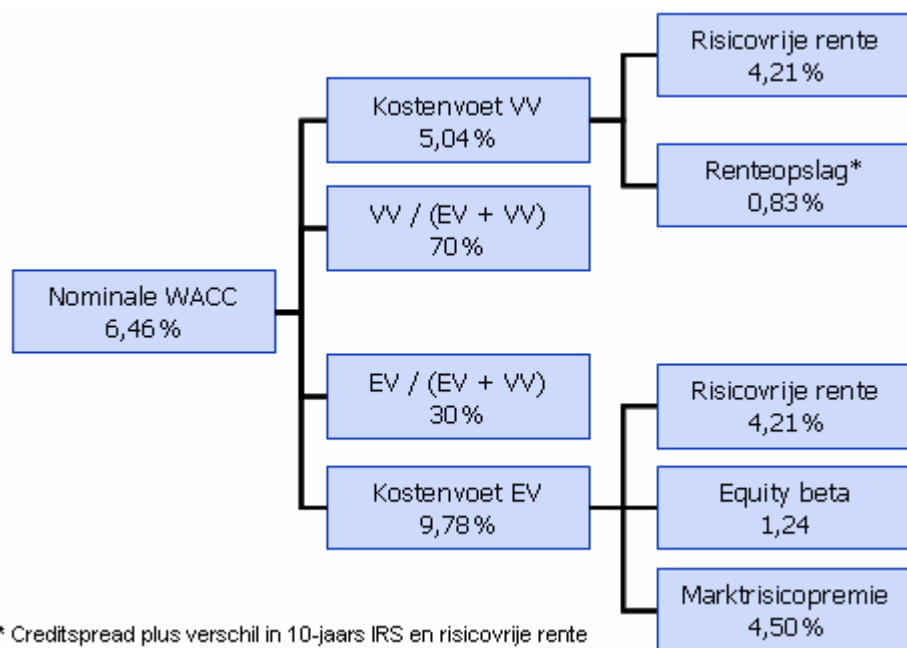 Risicovrije rente
4,21%
Kostenvoet VV
5,04%
Renteopslag*
0,83%
VV / (EV + VV)
70%
Nominale WACC
6,46%
EV / (EV + VV)
30%
Risicovrije rente
4,21%
Kostenvoet EV
9,78%
Equity beta
1,24
Marktrisicopremie
4,50%
* Creditspread plus verschil in 10-jaars IRS en risicovrije rente